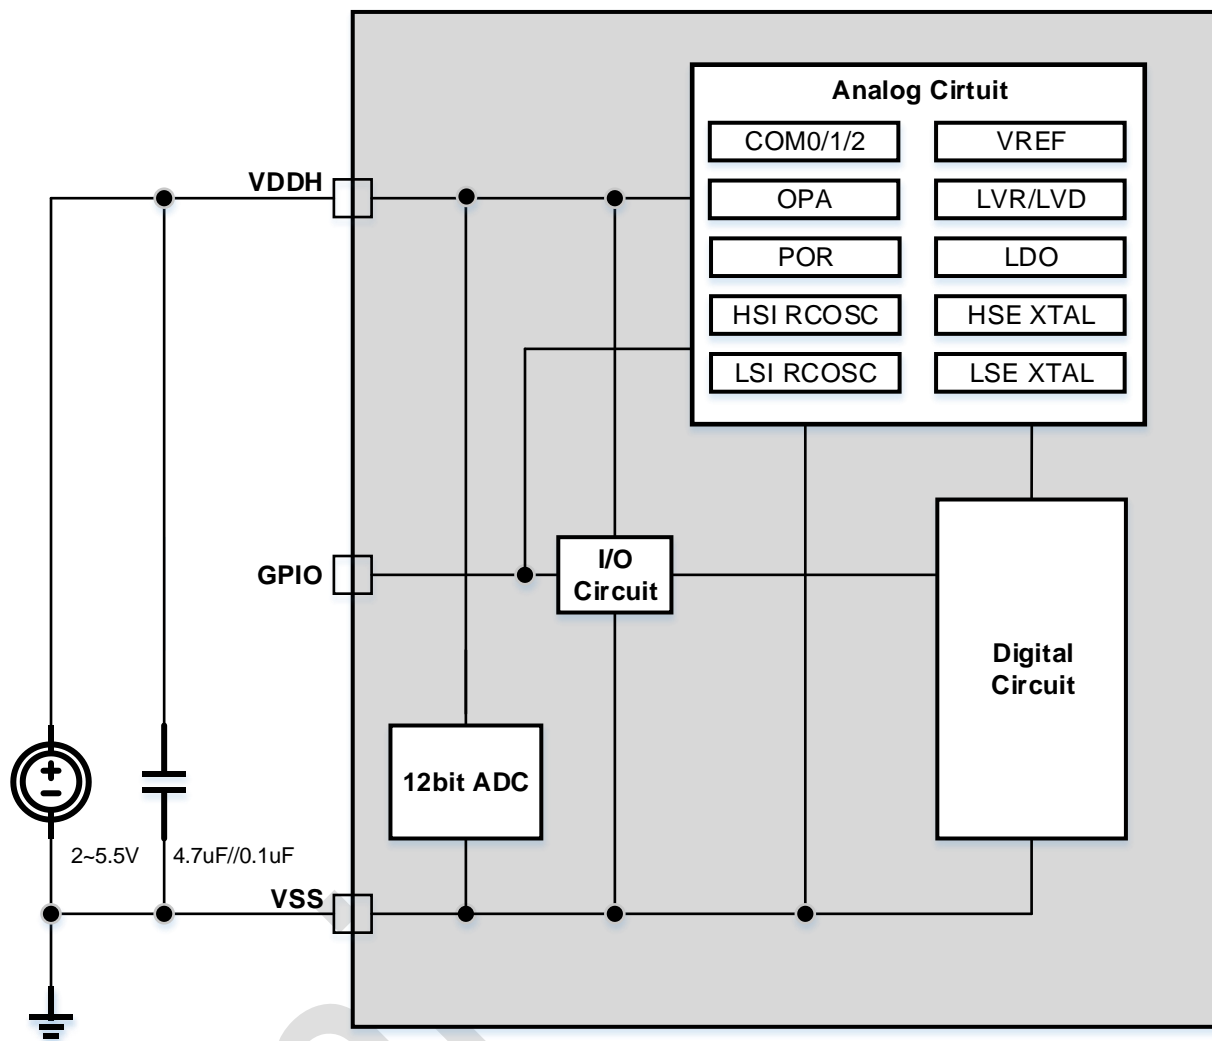 Analog Cirtuit
COM0/1/2
VREF
VDDH
OPA
LVR/LVD
POR
LDO
HSI RCOSC
HSE XTAL
LSI RCOSC
LSE XTAL
GPIO
I/O
Circuit
Digital
Circuit
12bit ADC
2~5.5V
4.7uF//0.1uF
VSS